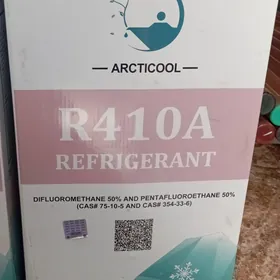 ARCTICOOL
R410A
REFRIGERANT
DIFLUOROMETHANE 50% AND PENTAFLUOROETHANE 50%
(CAS# 75-10-5 AND CAS# 354-33-6)